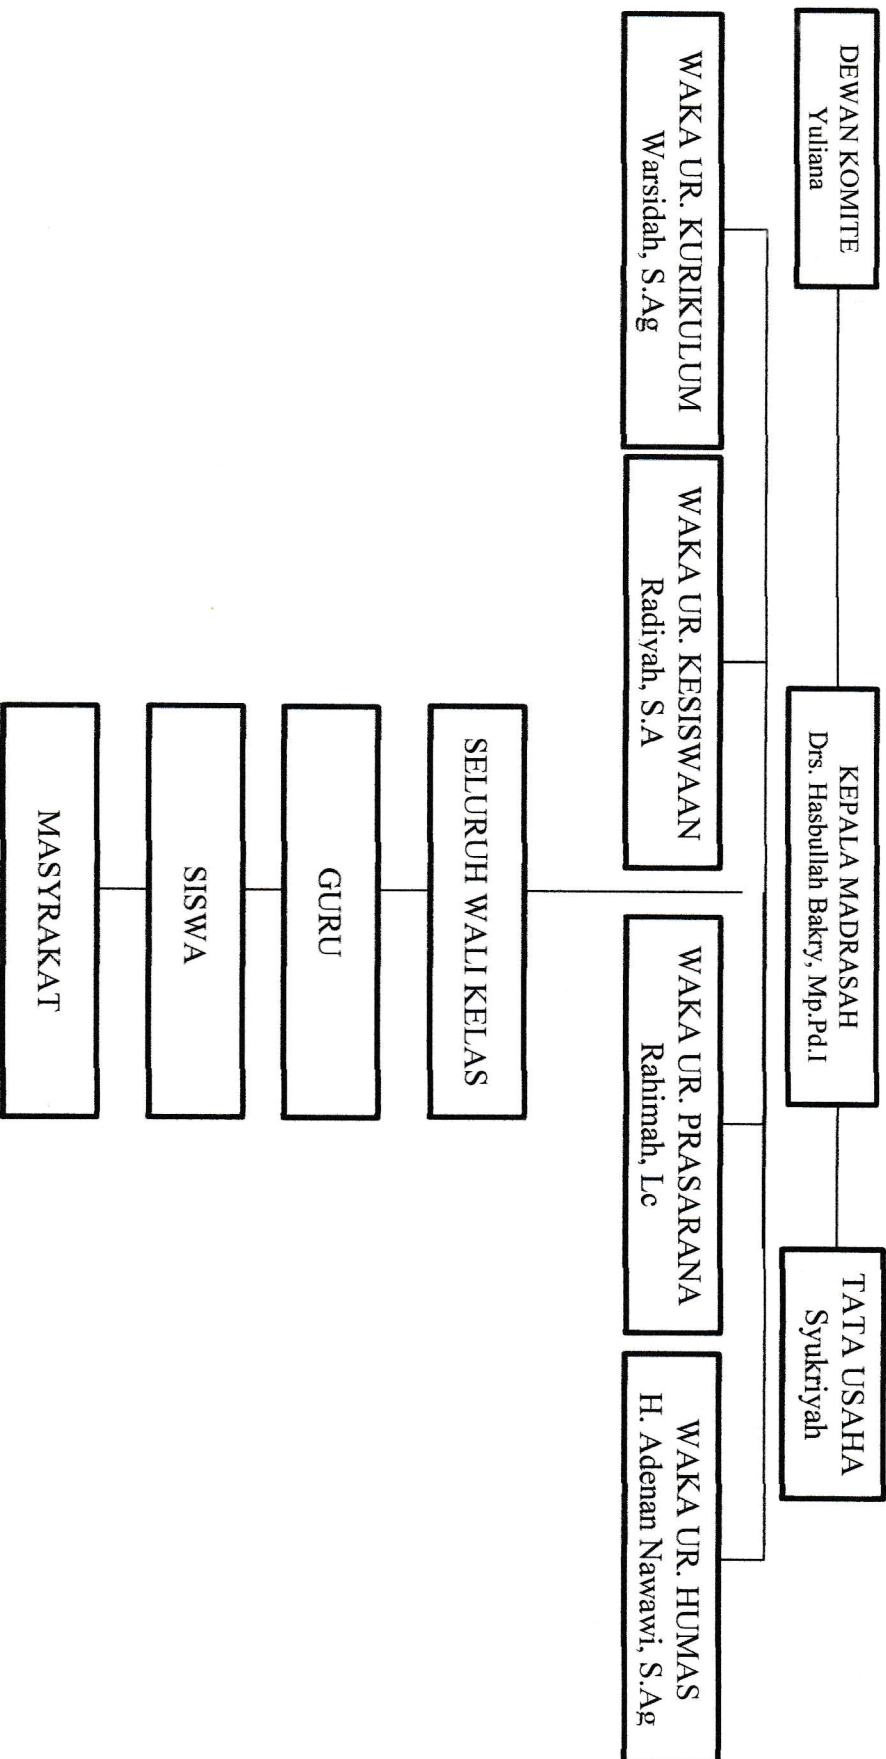 DEWAN KOMITE
Yuliana
KEPALA MADRASAH
Drs. Hasbullah Bakry, Mp.Pd.I
TATA USAHA
Syukriyah
WAKA UR. KURIKULUM
Warsidah, S.Ag
WAKA UR. KESISWAAN
Radiyah, S.A
WAKA UR. PRASARANA
Rahimah, Lc
WAKA UR. HUMAS
H. Adenan Nawawi, S.Ag
SELURUH WALI KELAS
GURU
SISWA
MASYRAKAT